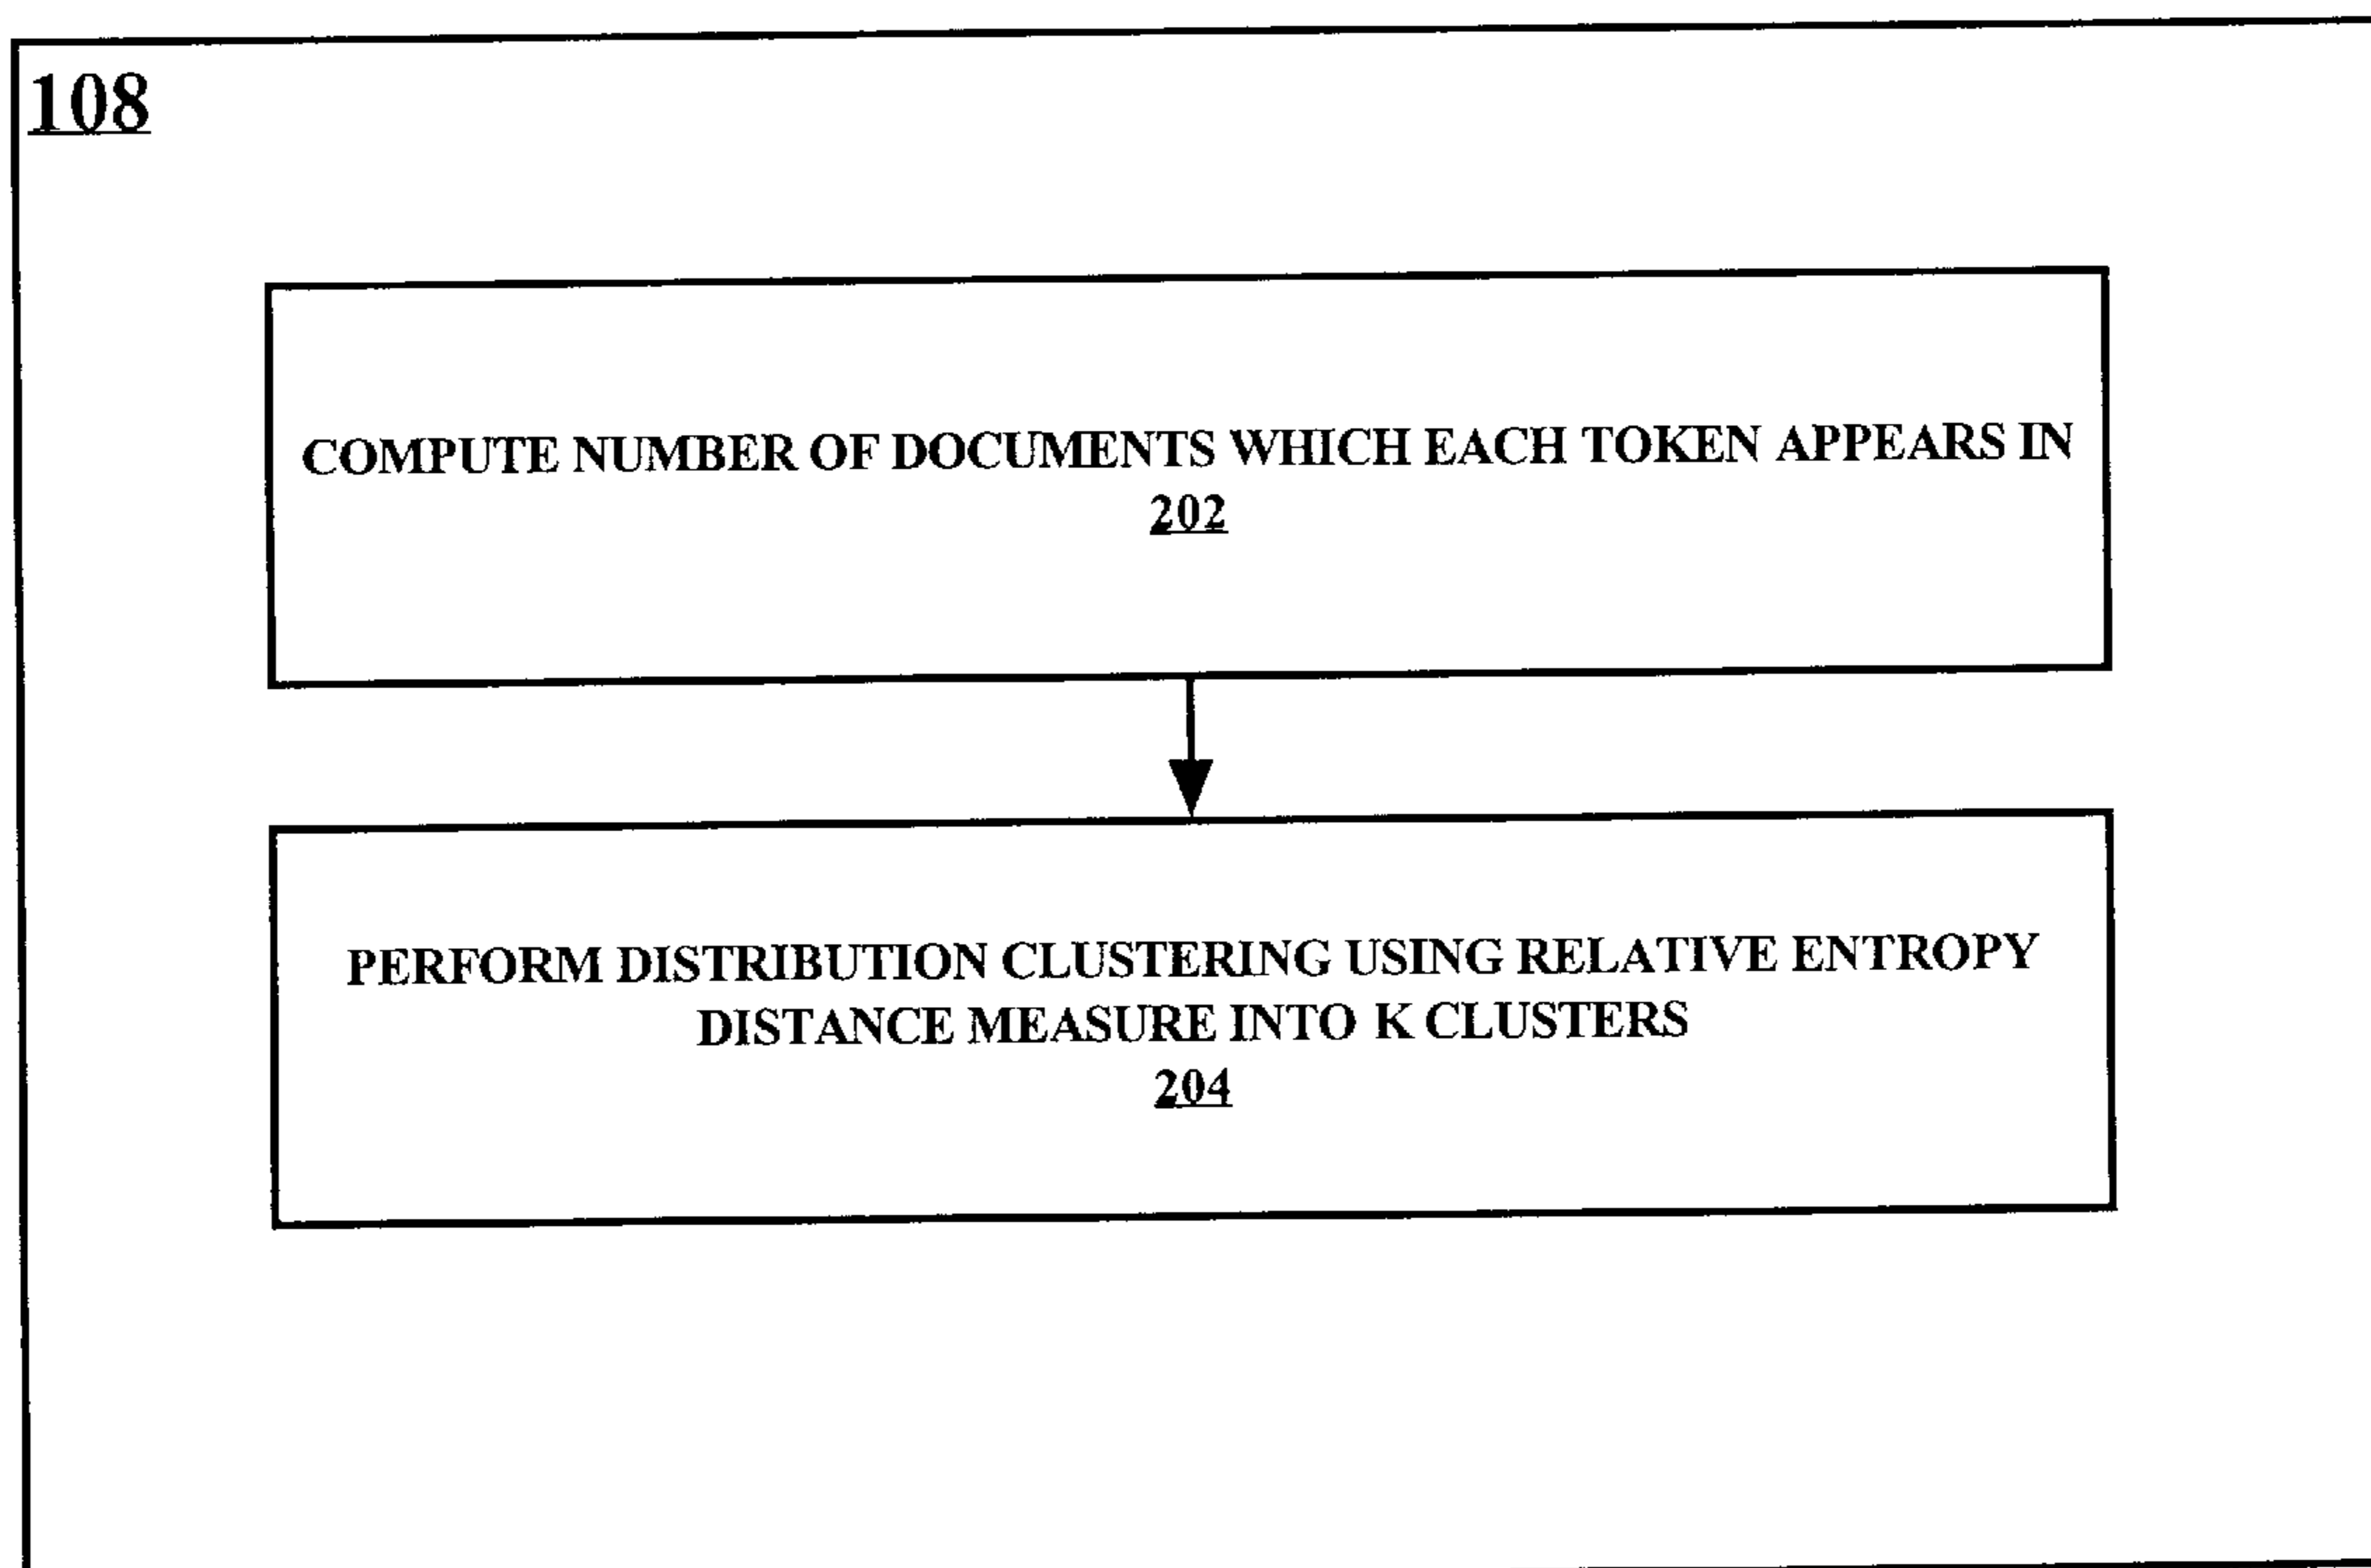 108
COMPUTE NUMBER OF DOCUMENTS WHICH EACH TOKEN APPEARS IN
202
PERFORM DISTRIBUTION CLUSTERING USING RELATIVE ENTROPY
DISTANCE MEASURE INTO K CLUSTERS
204